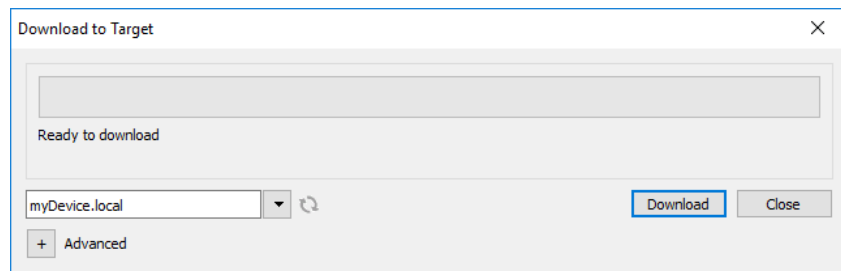 Download to Target
Ready to download
myDevice.local
Download
Close
+ Advanced